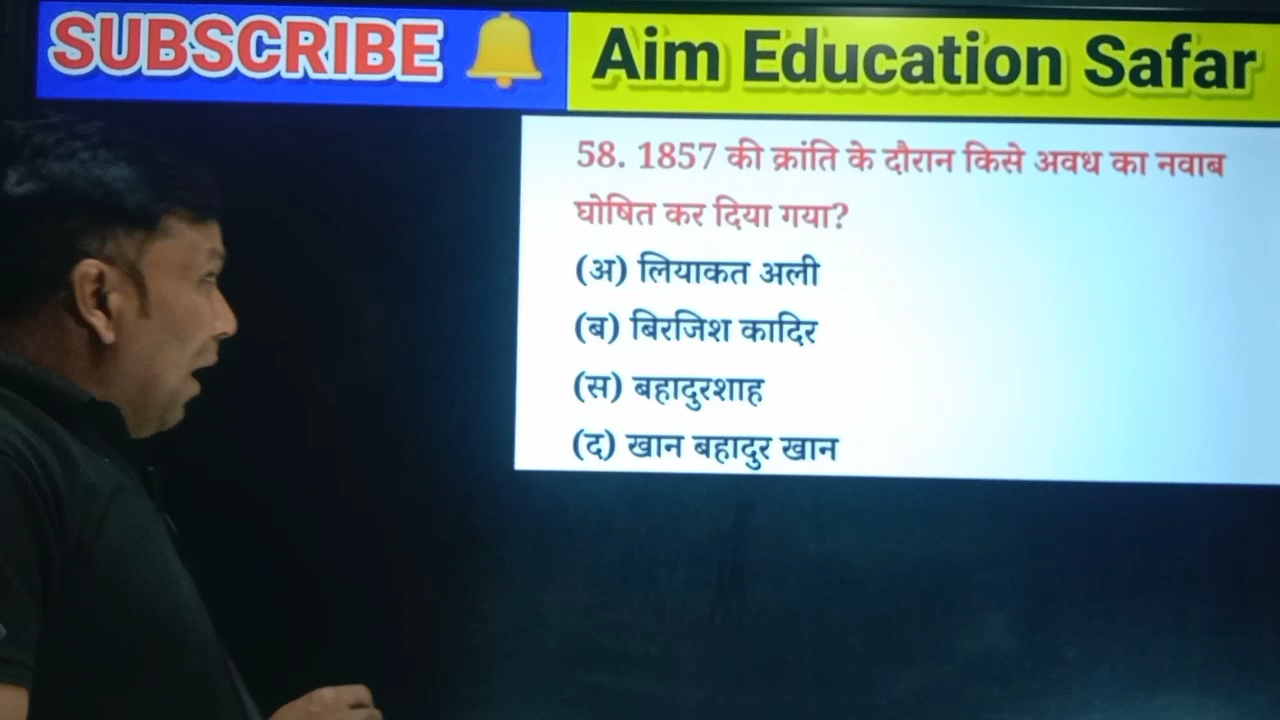 SUBSCRIBE
Aim Education Safar
58. 1857 की क्रांति के दौरान किसे अवध का नवाब
घोषित कर दिया गया?
(अ) लियाकत अली
(ब) बिरजिश कादिर
(स) बहादुरशाह
(द) खान बहादुर खान